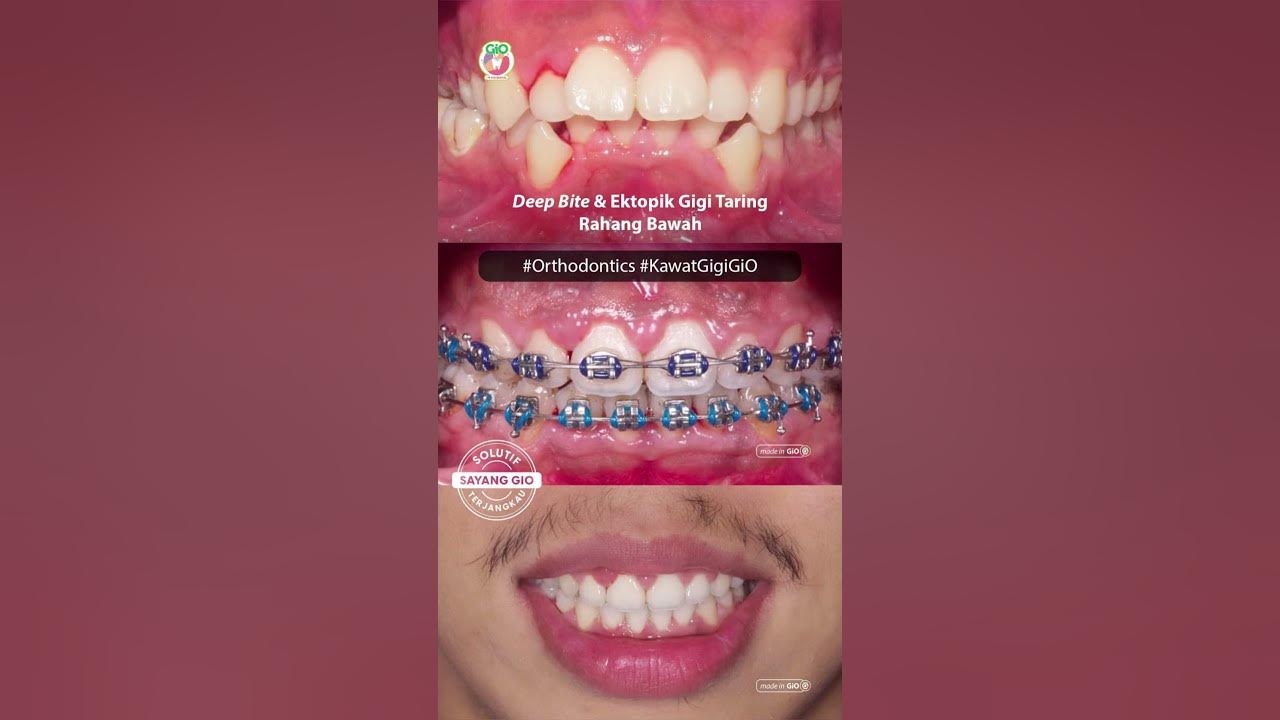 GiO
Deep Bite & Ektopik Gigi Taring
Rahang Bawah
#Orthodontics #KawatGigiGiO
made in GiO
SOLUTIF
SAYANG GIO
TERJANGKAU
made in GiO